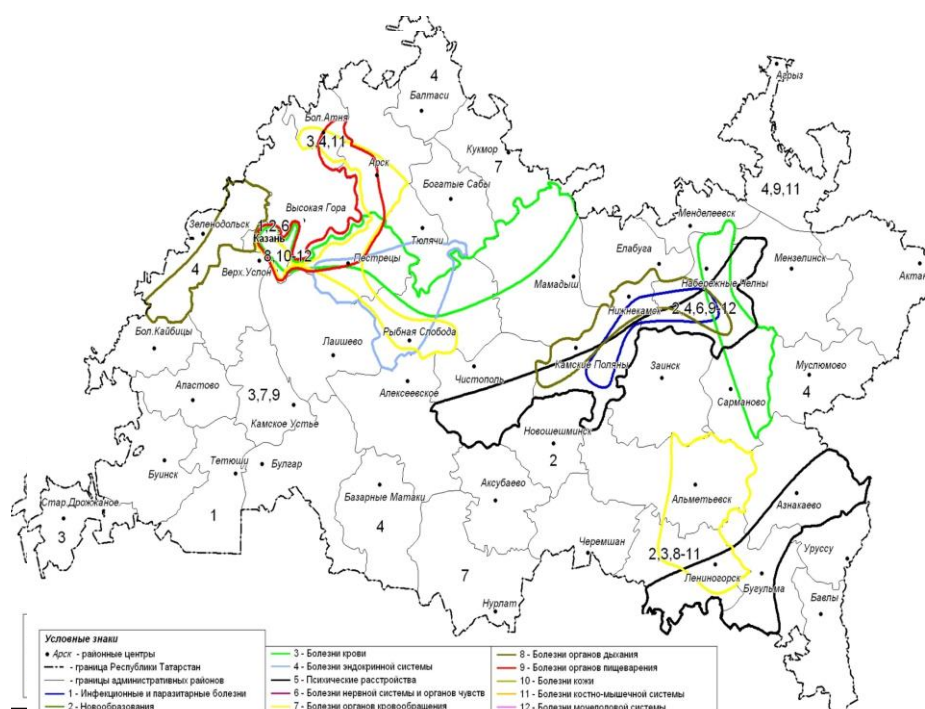 Агрыз
4
Балтаси
Бол.Атня
3,4,11
Кукмор
7
Арск
4,9,11
Богатые Сабы
Высокая Гора
Менделеевск
Зеленодольск
1,2,6
Казань
Тюлячи
Елабуга
8,10-12
Пестрецы
4
Верх.Услон
Мензелинск
Актан
Мамадыш
Набережные Челны
Нижнекамск
2,4,6,9-12
Бол.Кайбицы
Рыбная Слобода
Лаишево
Камские Поляны
Заинск
Муслюмово
Чистополь
Апастово
3,7,9
Алексеевское
Сарманово
4
Камское Устье
Новошешминск
2
Буинск
Тетюши
Булгар
Базарные Матаки
Аксубаево
Альметьевск
Азнакаево
Стар.Дрожжаное
3
1
4
Черемшан
2,3,8-11
Уруссу
Лениногорск
7
Бугульма
Бавлы
Нурлат
Условные знаки
Арск - районные центры
- граница Республики Татарстан
- границы административных районов
1 - Инфекционные и паразитарные болезни
2 - Новообразования
3 - Болезни крови
4 - Болезни эндокринной системы
5 - Психические расстройства
6 - Болезни нервной системы и органов чувств
7 - Болезни органов кровообращения
8 - Болезни органов дыхания
9 - Болезни органов пищеварения
10 - Болезни кожи
11 - Болезни костно-мышечной системы
12 - Болезни мочеполовой системы